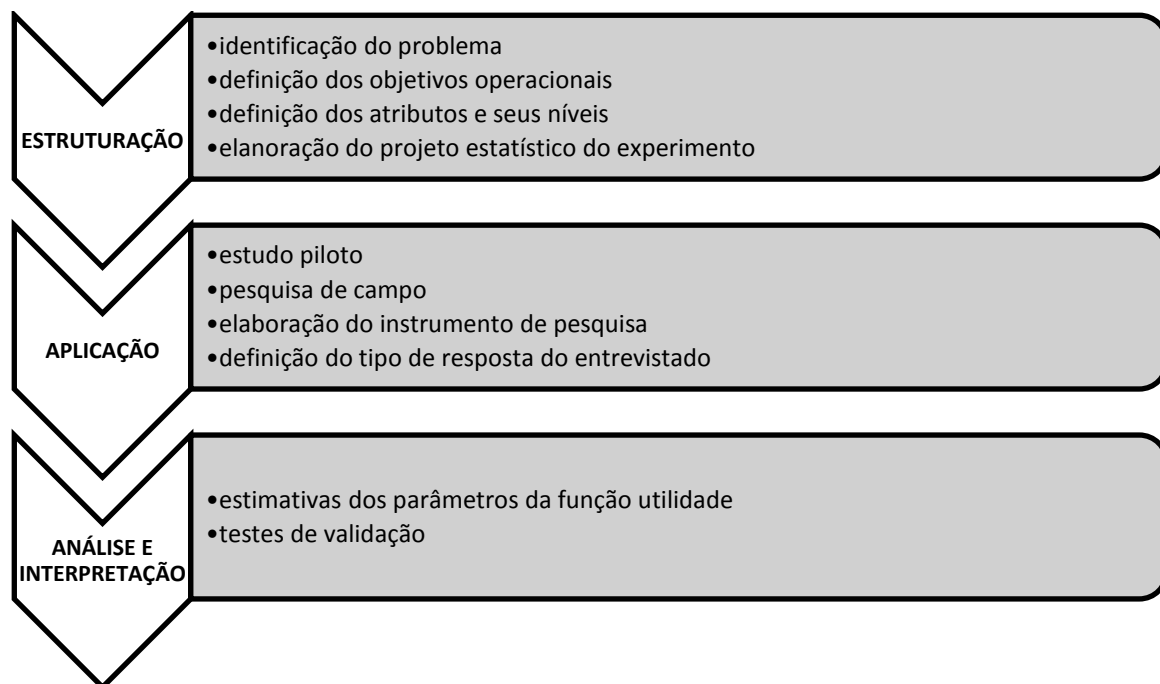 ESTRUTURAÇÃO
•identificação do problema
•definição dos objetivos operacionais
•definição dos atributos e seus níveis
•elanoração do projeto estatístico do experimento
APLICAÇÃO
•estudo piloto
•pesquisa de campo
•elaboração do instrumento de pesquisa
•definição do tipo de resposta do entrevistado
ANÁLISE E
INTERPRETAÇÃO
•estimativas dos parâmetros da função utilidade
•testes de validação